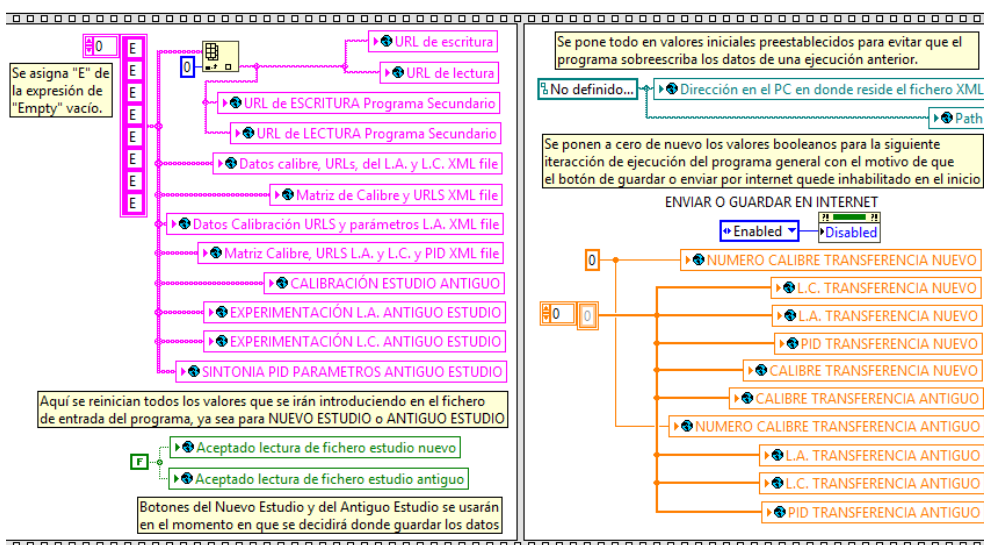 0
E
E
E
E
E
E
E
E
Se asigna "E" de
la expresión de
"Empty" vacío.
0
URL de escritura
URL de lectura
URL de ESCRITURA Programa Secundario
URL de LECTURA Programa Secundario
Datos calibre, URLs, del L.A. y L.C. XML file
Matriz de Calibre y URLS XML file
Datos Calibración URLS y parámetros L.A. XML file
Matriz Calibre, URLS L.A. y L.C. y PID XML file
CALIBRACIÓN ESTUDIO ANTIGUO
EXPERIMENTACIÓN L.A. ANTIGUO ESTUDIO
EXPERIMENTACIÓN L.C. ANTIGUO ESTUDIO
SINTONIA PID PARAMETROS ANTIGUO ESTUDIO
Aquí se reinician todos los valores que se irán introduciendo en el fichero
de entrada del programa, ya sea para NUEVO ESTUDIO o ANTIGUO ESTUDIO
F
Aceptado lectura de fichero estudio nuevo
Aceptado lectura de fichero estudio antiguo
Botones del Nuevo Estudio y del Antiguo Estudio se usarán
en el momento en que se decidirá donde guardar los datos
Se pone todo en valores iniciales preestablecidos para evitar que el
programa sobreescriba los datos de una ejecución anterior.
No definido...
Dirección en el PC en donde reside el fichero XML
Path
Se ponen a cero de nuevo los valores booleanos para la siguiente
iteracción de ejecución del programa general con el motivo de que
el botón de guardar o enviar por internet quede inhabilitado en el inicio
ENVIAR O GUARDAR EN INTERNET
?! ?!
Enabled
Disabled
0
NUMERO CALIBRE TRANSFERENCIA NUEVO
L.C. TRANSFERENCIA NUEVO
0
0
L.A. TRANSFERENCIA NUEVO
PID TRANSFERENCIA NUEVO
CALIBRE TRANSFERENCIA NUEVO
CALIBRE TRANSFERENCIA ANTIGUO
NUMERO CALIBRE TRANSFERENCIA ANTIGUO
L.A. TRANSFERENCIA ANTIGUO
L.C. TRANSFERENCIA ANTIGUO
PID TRANSFERENCIA ANTIGUO